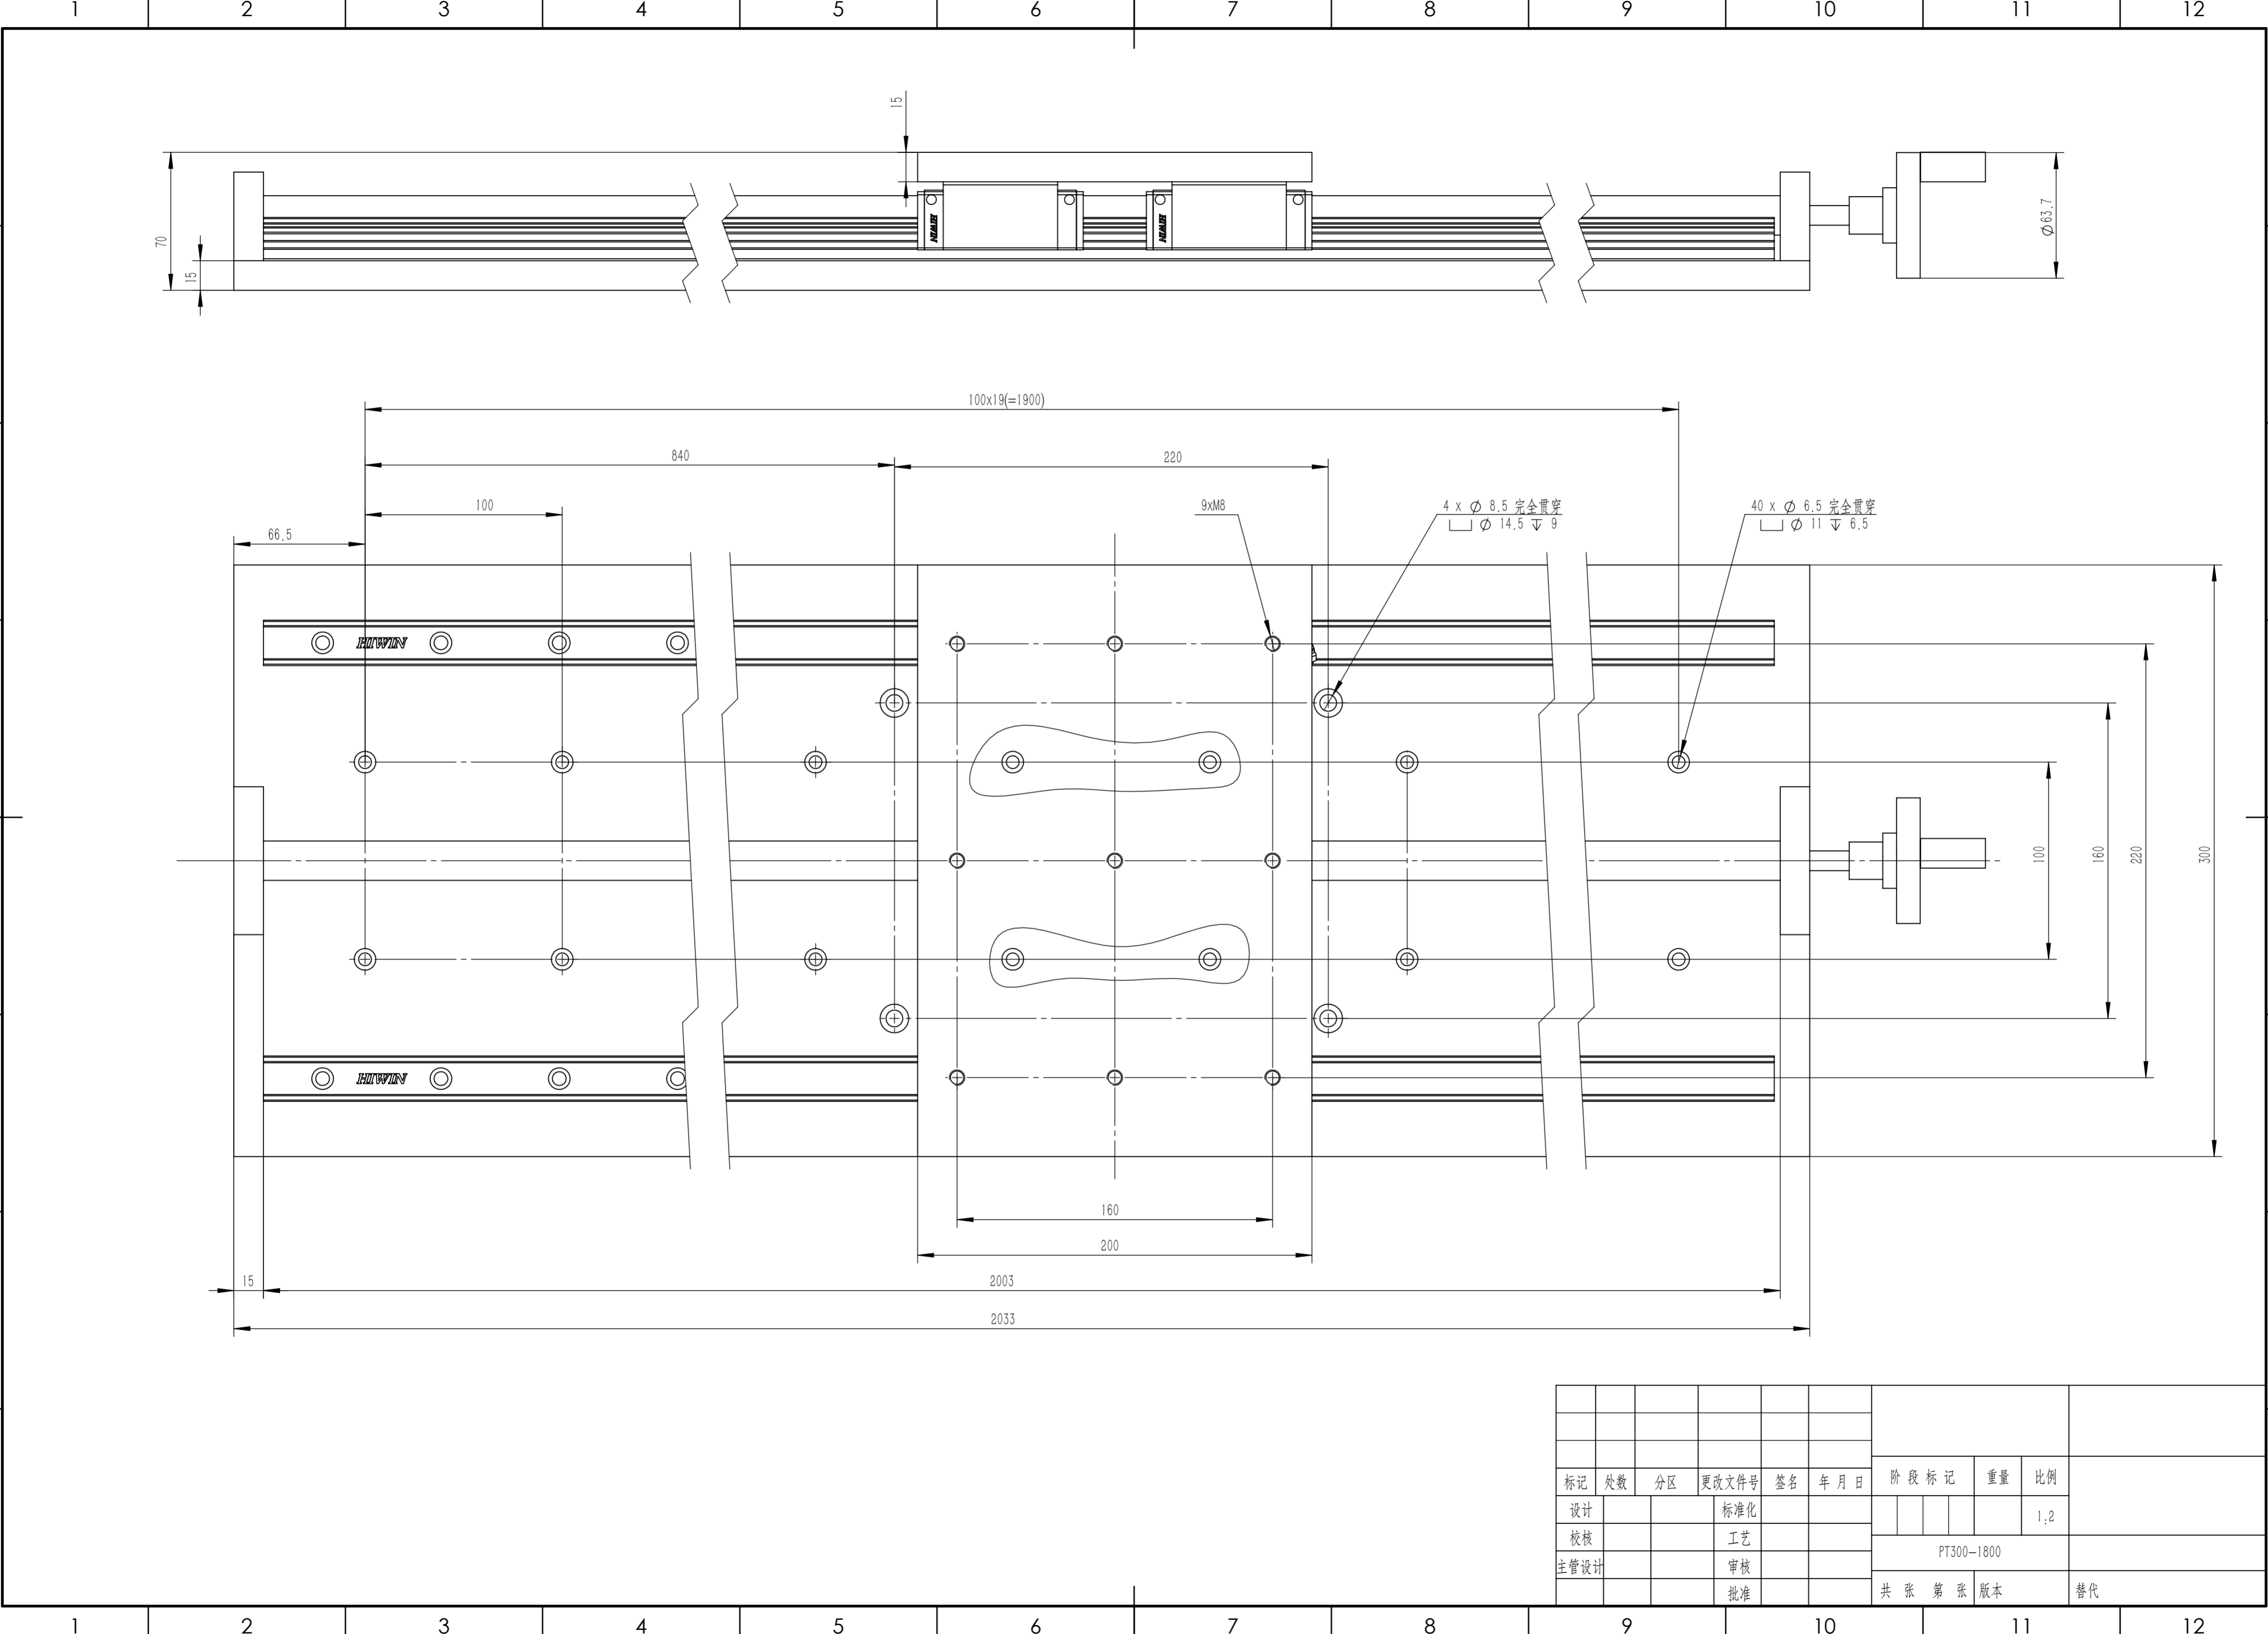 1 2 3 4 5 6 7 8 9 10 11 12
15
70
15
HIWIN
HIWIN
Ø63.7
100x19(=1900)
840
220
100
66.5
9xM8
4 x Ø 8.5 完全贯穿
⌴ Ø 14.5 ↧ 9
40 x Ø 6.5 完全贯穿
⌴ Ø 11 ↧ 6.5
HIWIN
HIWIN
100
160
220
300
160
200
15
2003
2033
标记 处数 分区 更改文件号 签名 年 月 日 阶 段 标 记 重量 比例
设计 标准化 1:2
校核 工艺
PT300-1800
主管设计 审核
批准 共 张 第 张 版本 替代
1 2 3 4 5 6 7 8 9 10 11 12